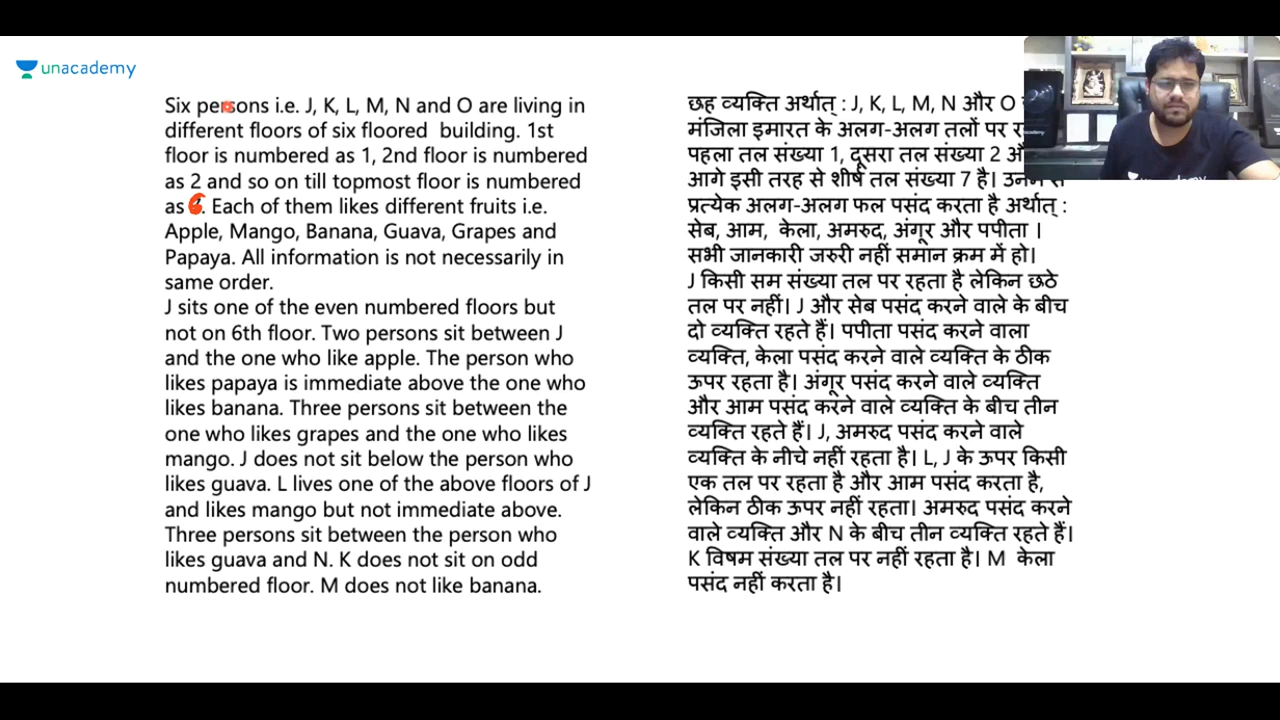 unacademy
Six persons i.e. J, K, L, M, N and O are living in
different floors of six floored building. 1st
floor is numbered as 1, 2nd floor is numbered
as 2 and so on till topmost floor is numbered
as 6. Each of them likes different fruits i.e.
Apple, Mango, Banana, Guava, Grapes and
Papaya. All information is not necessarily in
same order.
J sits one of the even numbered floors but
not on 6th floor. Two persons sit between J
and the one who like apple. The person who
likes papaya is immediate above the one who
likes banana. Three persons sit between the
one who likes grapes and the one who likes
mango. J does not sit below the person who
likes guava. L lives one of the above floors of J
and likes mango but not immediate above.
Three persons sit between the person who
likes guava and N. K does not sit on odd
numbered floor. M does not like banana.
छह व्यक्ति अर्थात् : J, K, L, M, N और O
मंजिला इमारत के अलग-अलग तलों पर
पहला तल संख्या 1, दूसरा तल संख्या 2
आगे इसी तरह से शीर्ष तल संख्या 7 है। उनमें से
प्रत्येक अलग-अलग फल पसंद करता है अर्थात् :
सेब, आम, केला, अमरुद, अंगूर और पपीता ।
सभी जानकारी जरुरी नहीं समान क्रम में हो।
J किसी सम संख्या तल पर रहता है लेकिन छठे
तल पर नहीं। J और सेब पसंद करने वाले के बीच
दो व्यक्ति रहते हैं। पपीता पसंद करने वाला
व्यक्ति, केला पसंद करने वाले व्यक्ति के ठीक
ऊपर रहता है। अंगूर पसंद करने वाले व्यक्ति
और आम पसंद करने वाले व्यक्ति के बीच तीन
व्यक्ति रहते हैं। J, अमरुद पसंद करने वाले
व्यक्ति के नीचे नहीं रहता है। L, J के ऊपर किसी
एक तल पर रहता है और आम पसंद करता है,
लेकिन ठीक ऊपर नहीं रहता। अमरुद पसंद करने
वाले व्यक्ति और N के बीच तीन व्यक्ति रहते हैं।
K विषम संख्या तल पर नहीं रहता है। M केला
पसंद नहीं करता है।
unacademy